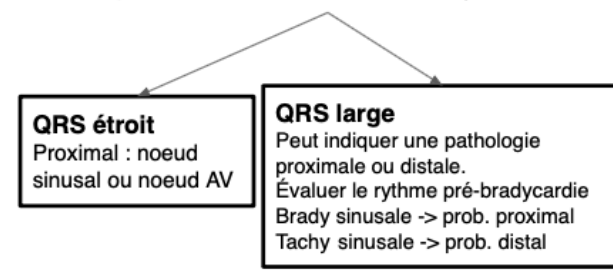 QRS étroit
Proximal : noeud
sinusal ou noeud AV
QRS large
Peut indiquer une pathologie
proximale ou distale.
Évaluer le rythme pré-bradycardie
Brady sinusale -> prob. proximal
Tachy sinusale -> prob. distal